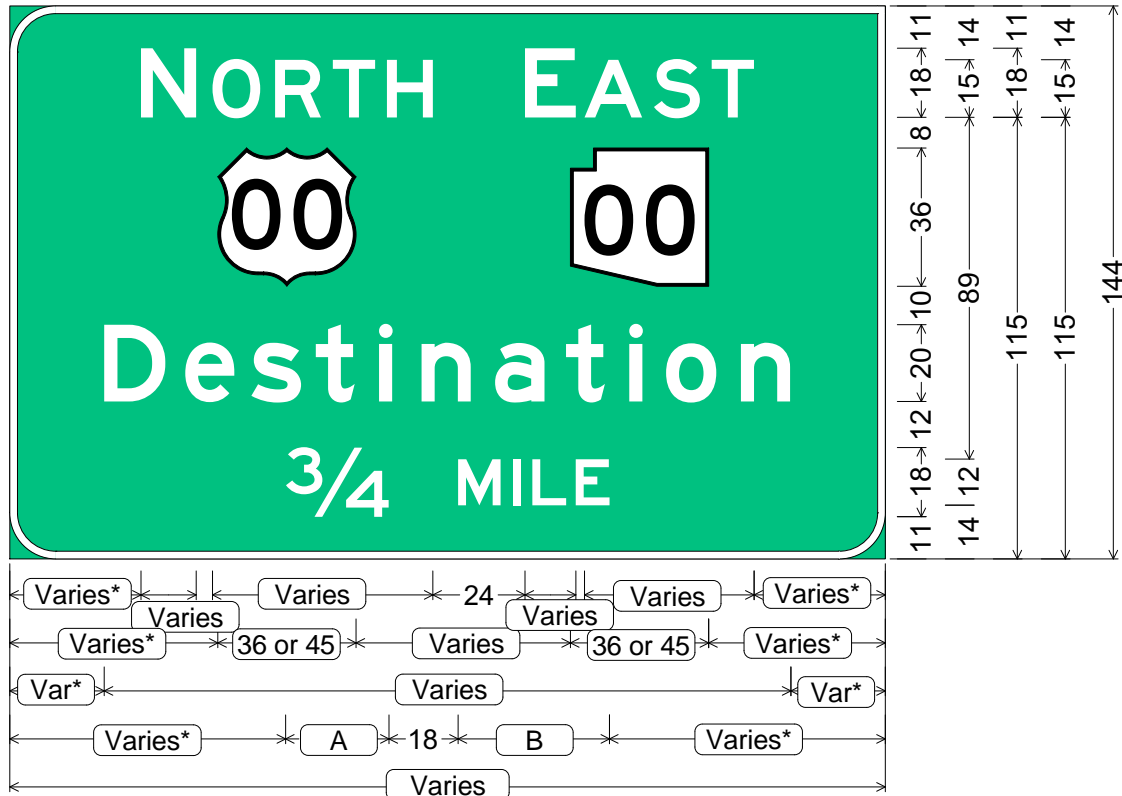 NORTH EAST
00 00
Destination
3/4 MILE
11 18 8 36 10 20 12 18 11
14 15 89 12 14
11 18 115
14 15 115
144
Varies* Varies Varies 24 Varies Varies Varies*
Varies* 36 or 45 Varies 36 or 45 Varies*
Var* Varies Var*
Varies* A 18 B Varies*
Varies